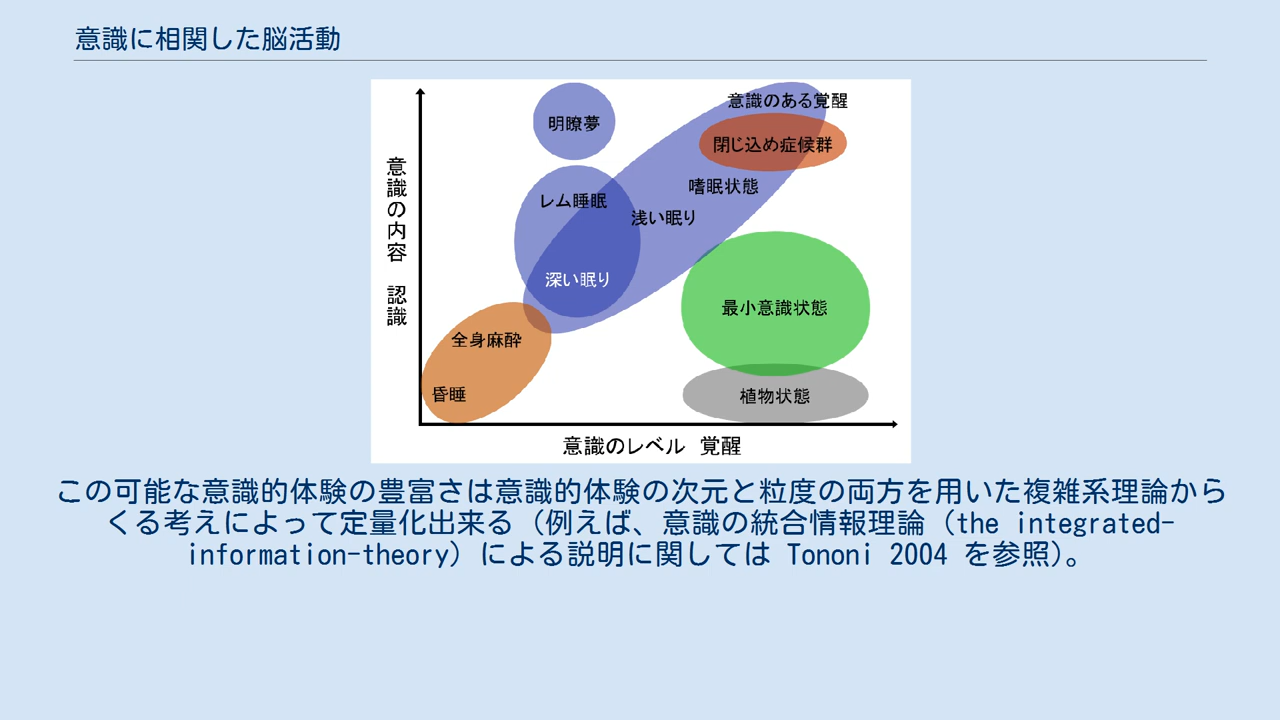 意識に相関した脳活動
意識の内容 認識
明瞭夢
意識のある覚醒
閉じ込め症候群
レム睡眠
嗜眠状態
浅い眠り
深い眠り
最小意識状態
全身麻酔
昏睡
植物状態
意識のレベル 覚醒
この可能な意識的体験の豊富さは意識的体験の次元と粒度の両方を用いた複雑系理論から
くる考えによって定量化出来る（例えば、意識の統合情報理論（the integrated-
information-theory）による説明に関しては Tononi 2004 を参照)。